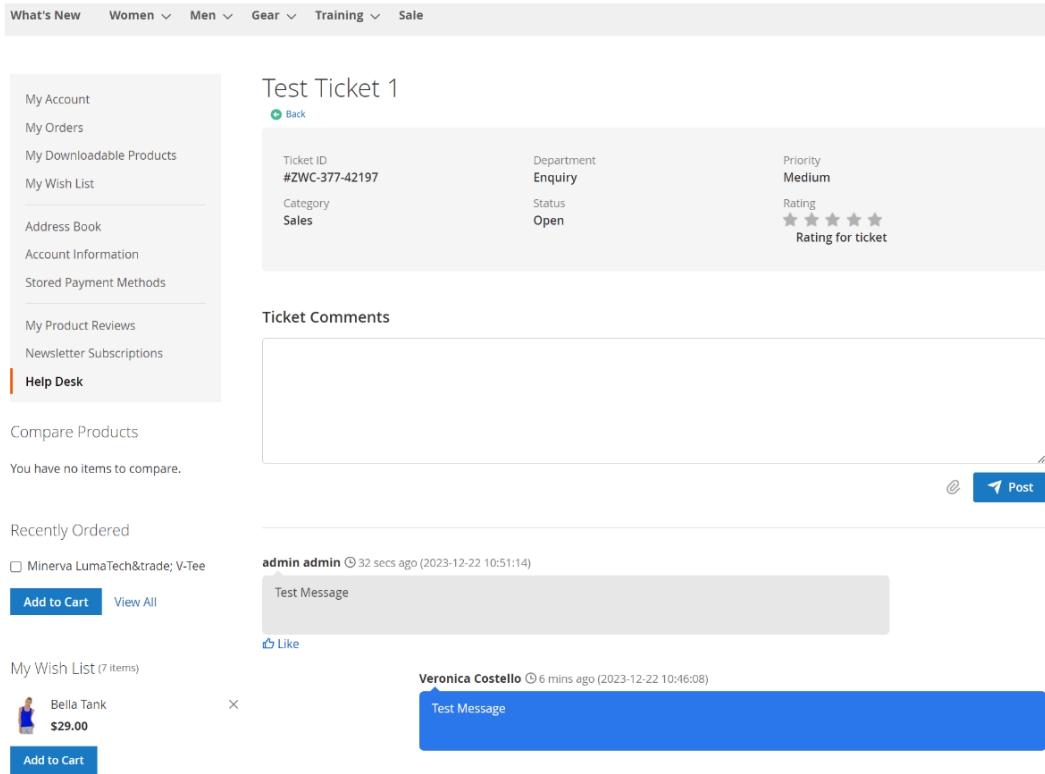 What's New Women Men Gear Training Sale
My Account
My Orders
My Downloadable Products
My Wish List
Address Book
Account Information
Stored Payment Methods
My Product Reviews
Newsletter Subscriptions
Help Desk
Compare Products
You have no items to compare.
Recently Ordered
Minerva LumaTech&trade; V-Tee
Add to Cart View All
My Wish List (7 items)
Bella Tank
$29.00
Add to Cart
Test Ticket 1
Back
Ticket ID Department Priority
#ZWC-377-42197 Enquiry Medium
Category Status Rating
Sales Open
Rating for ticket
Ticket Comments
Post
admin admin 32 secs ago (2023-12-22 10:51:14)
Test Message
Like
Veronica Costello 6 mins ago (2023-12-22 10:46:08)
Test Message